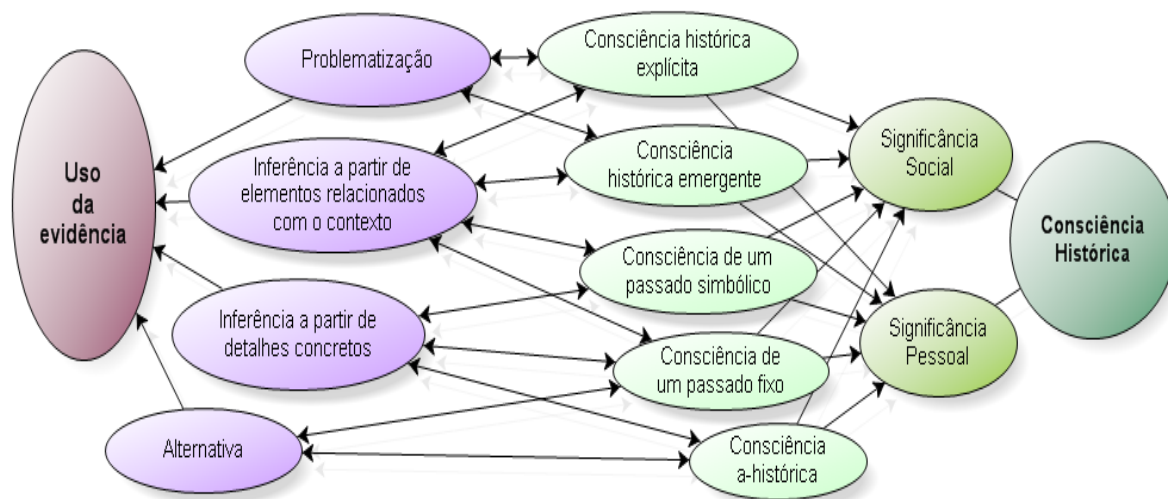 Uso
da
evidência
Problematização
Inferência a partir de
elementos relacionados
com o contexto
Inferência a partir de
detalhes concretos
Alternativa
Consciência histórica
explícita
Consciência
histórica emergente
Consciência de um
passado simbólico
Consciência de
um passado fixo
Consciência
a-histórica
Significância
Social
Significância
Pessoal
Consciência
Histórica